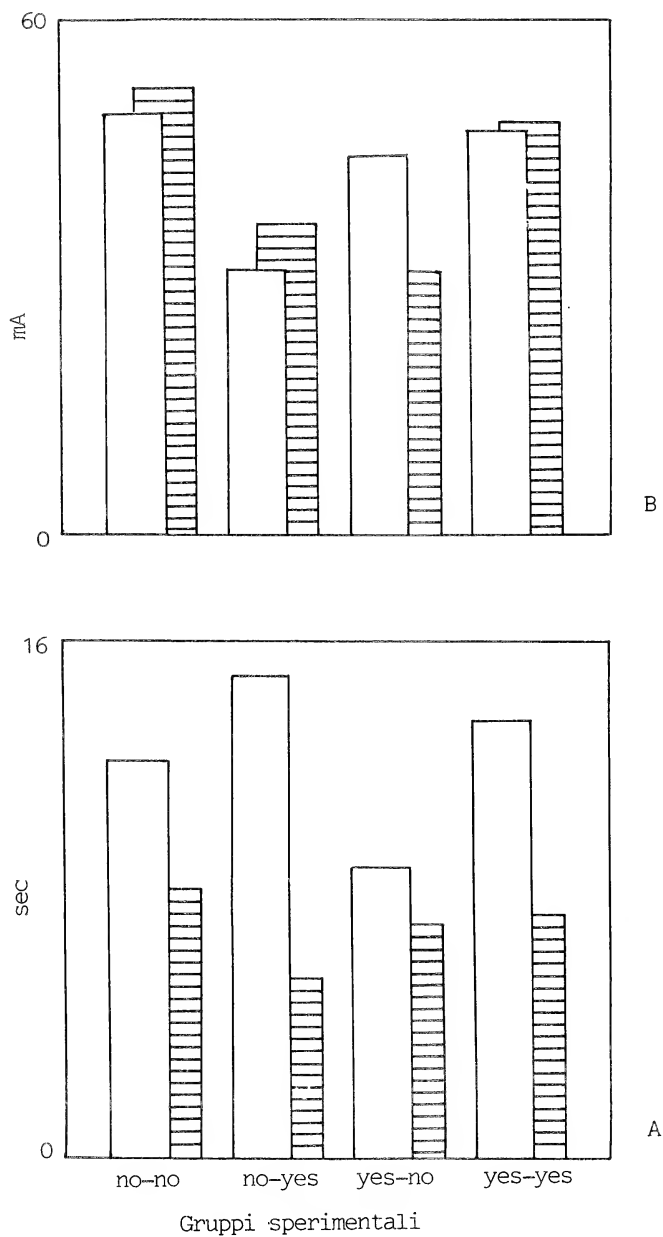 60
mA
0
B
16
sec
0
A
no-no no-yes yes-no yes-yes
Gruppi sperimentali